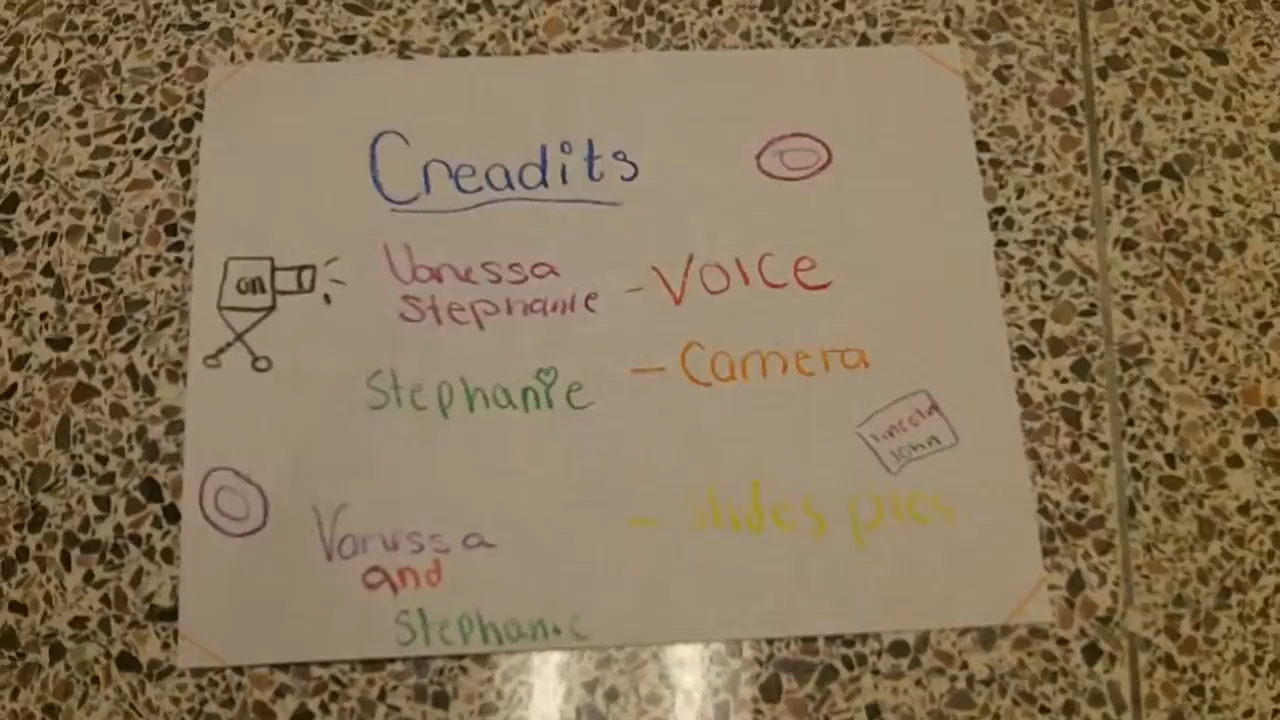 Creadits
on
Vanessa
Stephanie - Voice
Stephanie - Camera
Lincoln
John
- Slides pics
Vanessa
and
Stephanie